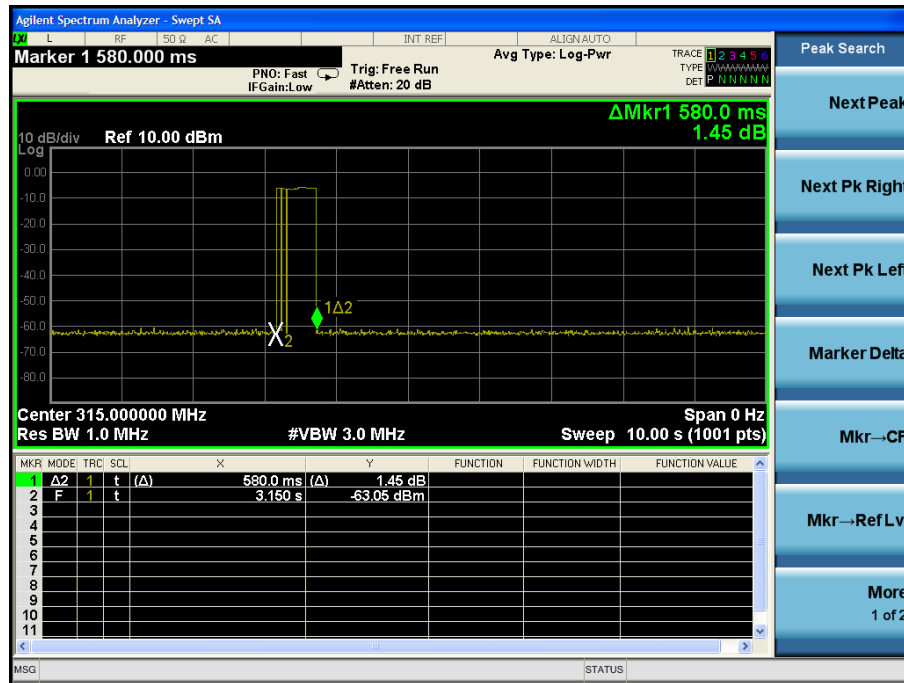 Agilent Spectrum Analyzer - Swept SA
LXI L RF 50 Ω AC INT REF ALIGN AUTO
Marker 1 580.000 ms
PNO: Fast
IFGain:Low
Trig: Free Run
#Atten: 20 dB
Avg Type: Log-Pwr
TRACE 1 2 3 4 5 6
TYPE WWWWWW
DET P N N N N N
Peak Search
Next Peak
Next Pk Right
Next Pk Left
Marker Delta
Mkr→CF
Mkr→Ref Lv
More
1 of 2
ΔMkr1 580.0 ms
1.45 dB
10 dB/div Ref 10.00 dBm
Log
0.00
-10.0
-20.0
-30.0
-40.0
-50.0
-60.0
-70.0
-80.0
1Δ2
2
Center 315.000000 MHz Span 0 Hz
Res BW 1.0 MHz #VBW 3.0 MHz Sweep 10.00 s (1001 pts)
MKR MODE TRC SCL X Y FUNCTION FUNCTION WIDTH FUNCTION VALUE
1 Δ2 1 t (Δ) 580.0 ms (Δ) 1.45 dB
2 F 1 t 3.150 s -63.05 dBm
3
4
5
6
7
8
9
10
11
MSG STATUS